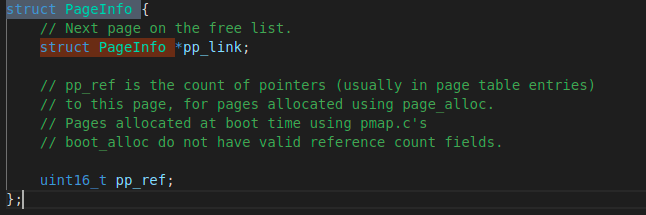 struct PageInfo {
    // Next page on the free list.
    struct PageInfo *pp_link;

    // pp_ref is the count of pointers (usually in page table entries)
    // to this page, for pages allocated using page_alloc.
    // Pages allocated at boot time using pmap.c's
    // boot_alloc do not have valid reference count fields.

    uint16_t pp_ref;
};